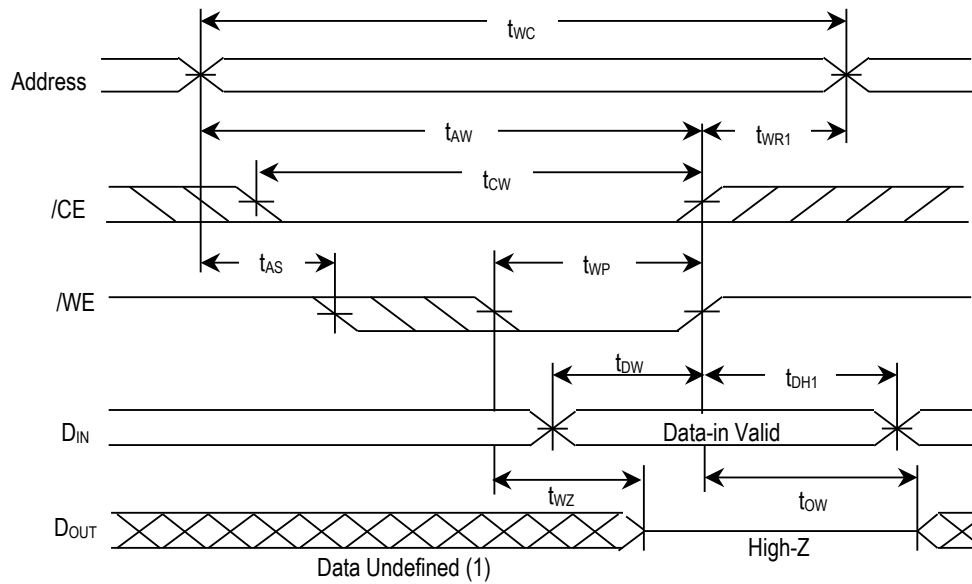 tWC
Address
tAW
tWR1
tCW
/CE
tAS
tWP
/WE
tDW
tDH1
DIN
Data-in Valid
tWZ
tOW
DOUT
High-Z
Data Undefined (1)